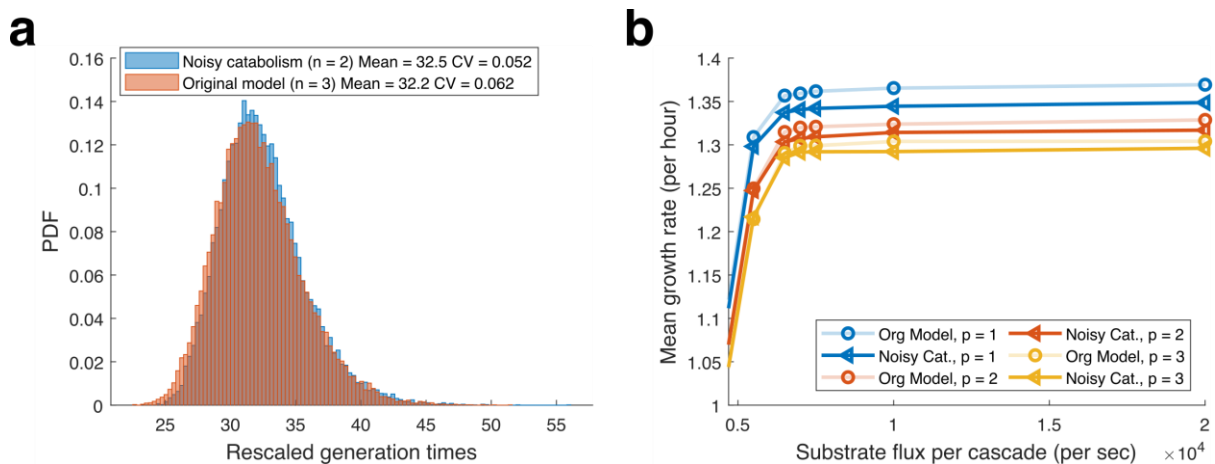 a
Noisy catabolism (n = 2) Mean = 32.5 CV = 0.052
Original model (n = 3) Mean = 32.2 CV = 0.062
0.16
0.14
0.12
0.1
0.08
0.06
0.04
0.02
0
PDF
25 30 35 40 45 50 55
Rescaled generation times
b
1.4
1.35
1.3
1.25
1.2
1.15
1.1
1.05
1
Mean growth rate (per hour)
Org Model, p = 1
Noisy Cat., p = 1
Org Model, p = 2
Noisy Cat., p = 2
Org Model, p = 3
Noisy Cat., p = 3
0.5 1 1.5 2
Substrate flux per cascade (per sec) ×10⁴